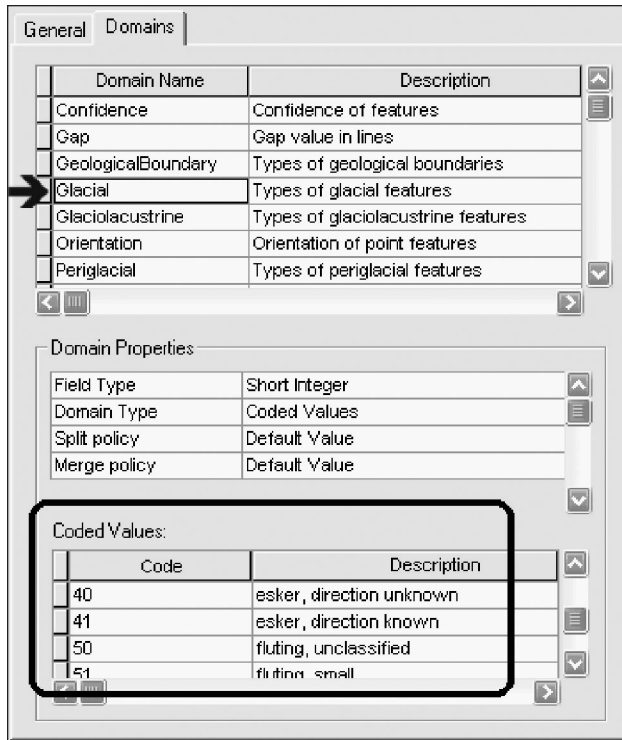 General Domains
Domain Name Description
Confidence Confidence of features
Gap Gap value in lines
GeologicalBoundary Types of geological boundaries
Glacial Types of glacial features
Glaciolacustrine Types of glaciolacustrine features
Orientation Orientation of point features
Periglacial Types of periglacial features
Domain Properties
Field Type Short Integer
Domain Type Coded Values
Split policy Default Value
Merge policy Default Value
Coded Values:
Code Description
40 esker, direction unknown
41 esker, direction known
50 fluting, unclassified
51 fluting, small